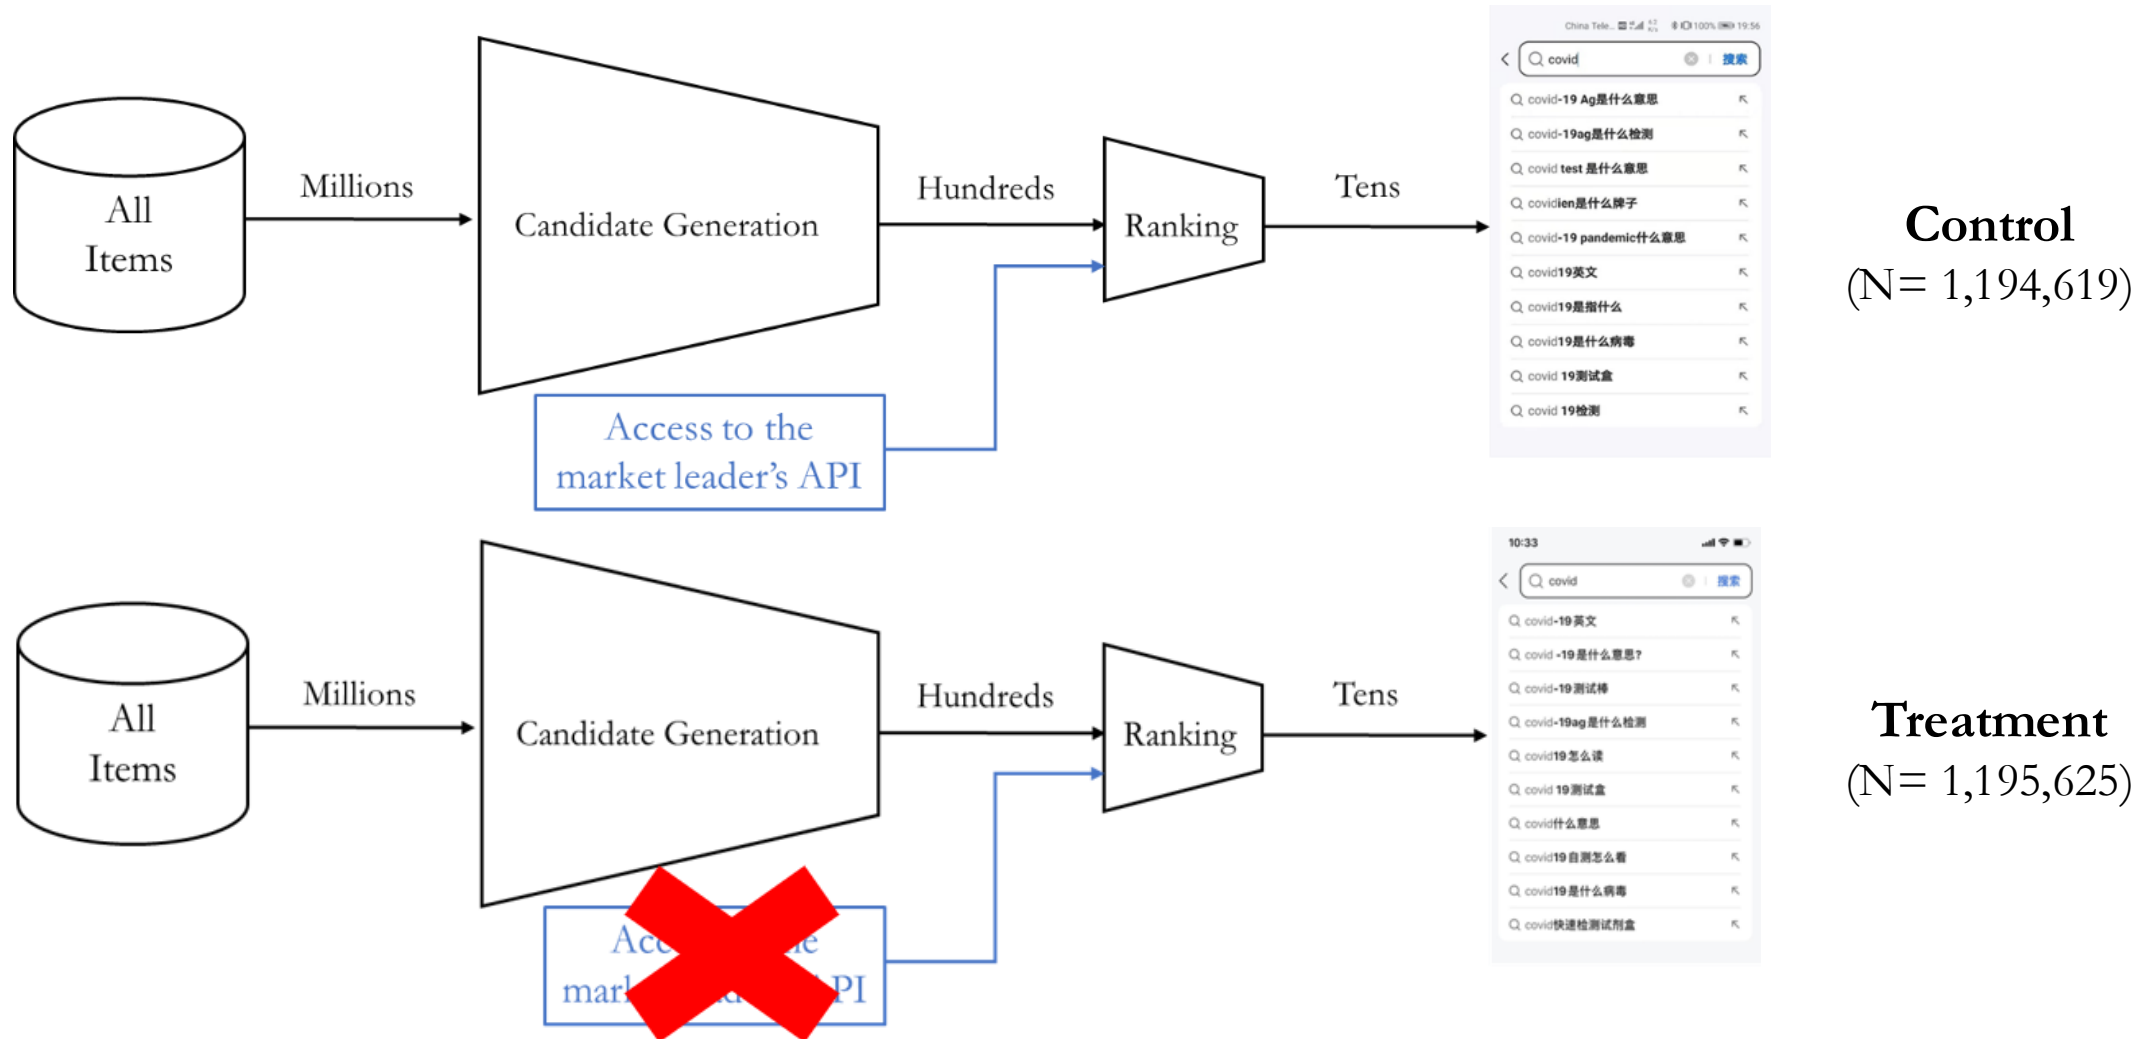 All
Items
Millions
Candidate Generation
Hundreds
Ranking
Tens
Access to the
market leader's API
China Tele.. 100% 19:56
covid 搜索
covid-19 Ag是什么意思
covid-19ag是什么检测
covid test 是什么意思
covidien是什么牌子
covid-19 pandemic什么意思
covid19英文
covid19是指什么
covid19是什么病毒
covid 19测试盒
covid 19检测
Control
(N= 1,194,619)
All
Items
Millions
Candidate Generation
Hundreds
Ranking
Tens
10:33
covid 搜索
covid-19英文
covid -19是什么意思?
covid-19测试棒
covid-19ag是什么检测
covid19怎么读
covid 19测试盒
covid什么意思
covid19自测怎么看
covid19是什么病毒
covid快速检测试剂盒
Treatment
(N= 1,195,625)